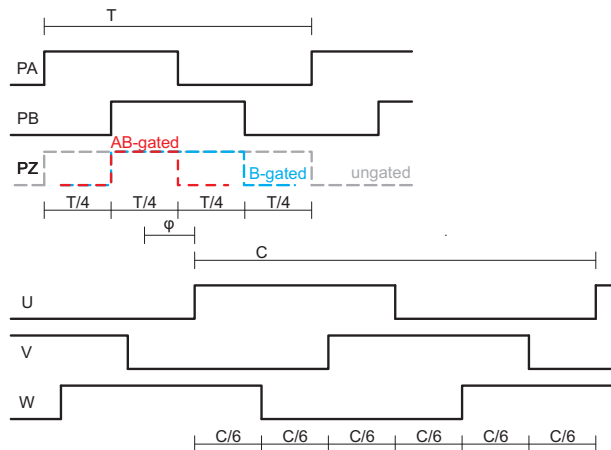 T
PA
PB
AB-gated
PZ
B-gated ungated
T/4 T/4 T/4 T/4
φ
C
U
V
W
C/6 C/6 C/6 C/6 C/6 C/6